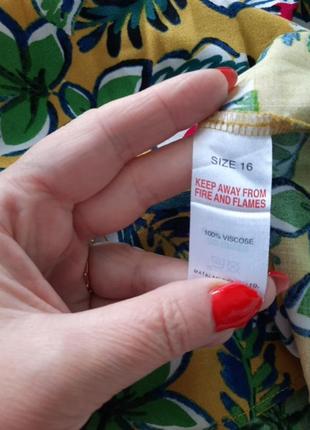 SIZE 16
KEEP AWAY FROM
FIRE AND FLAMES
100% VISCOSE